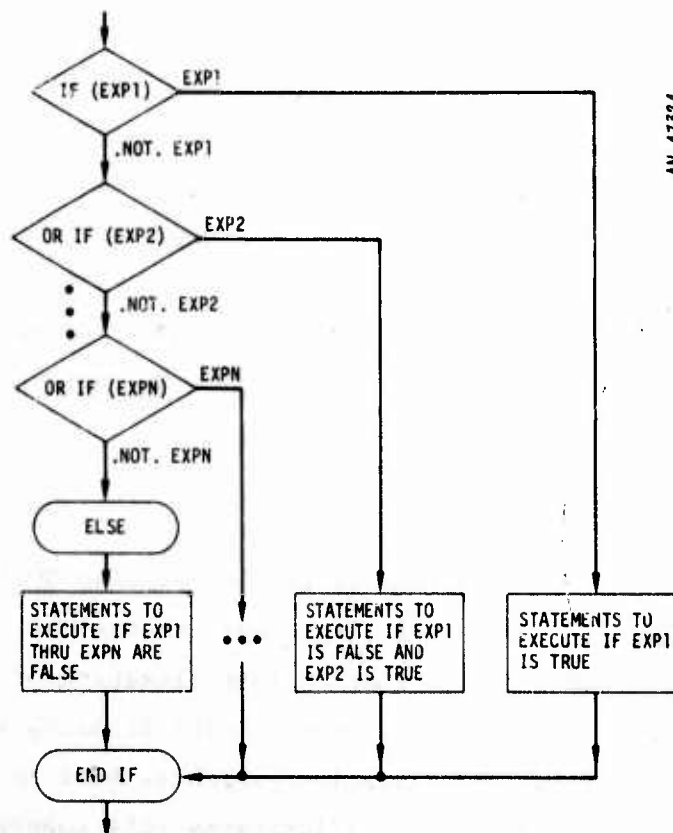 IF (EXP1)
EXP1
.NOT. EXP1
OR IF (EXP2)
EXP2
.NOT. EXP2
OR IF (EXPN)
EXPN
.NOT. EXPN
ELSE
STATEMENTS TO
EXECUTE IF EXP1
THRU EXPN ARE
FALSE
STATEMENTS TO
EXECUTE IF EXP1
IS FALSE AND
EXP2 IS TRUE
STATEMENTS TO
EXECUTE IF EXP1
IS TRUE
END IF